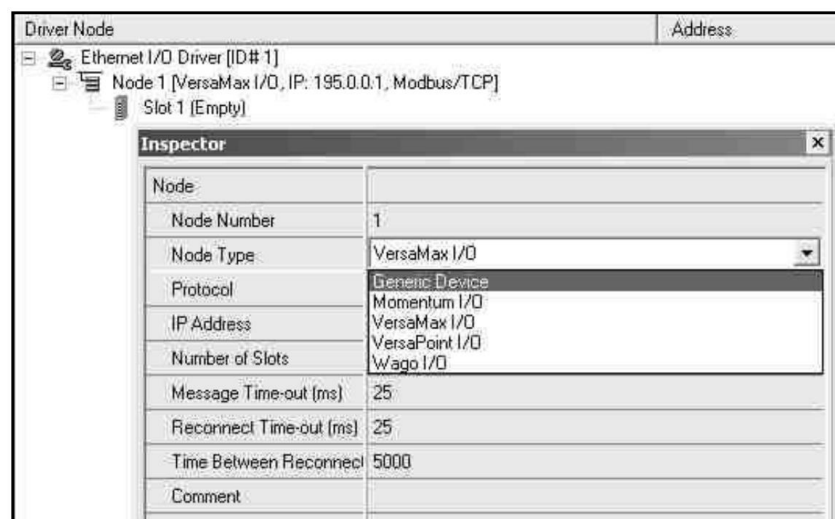 Driver Node Address
Ethernet I/O Driver [ID# 1]
Node 1 [VersaMax I/O, IP: 195.0.0.1, Modbus/TCP]
Slot 1 (Empty)
Inspector
Node
Node Number 1
Node Type VersaMax I/O
Protocol Generic Device
Momentum I/O
IP Address VersaMax I/O
VersaPoint I/O
Number of Slots Wago I/O
Message Time-out (ms) 25
Reconnect Time-out (ms) 25
Time Between Reconnect 5000
Comment